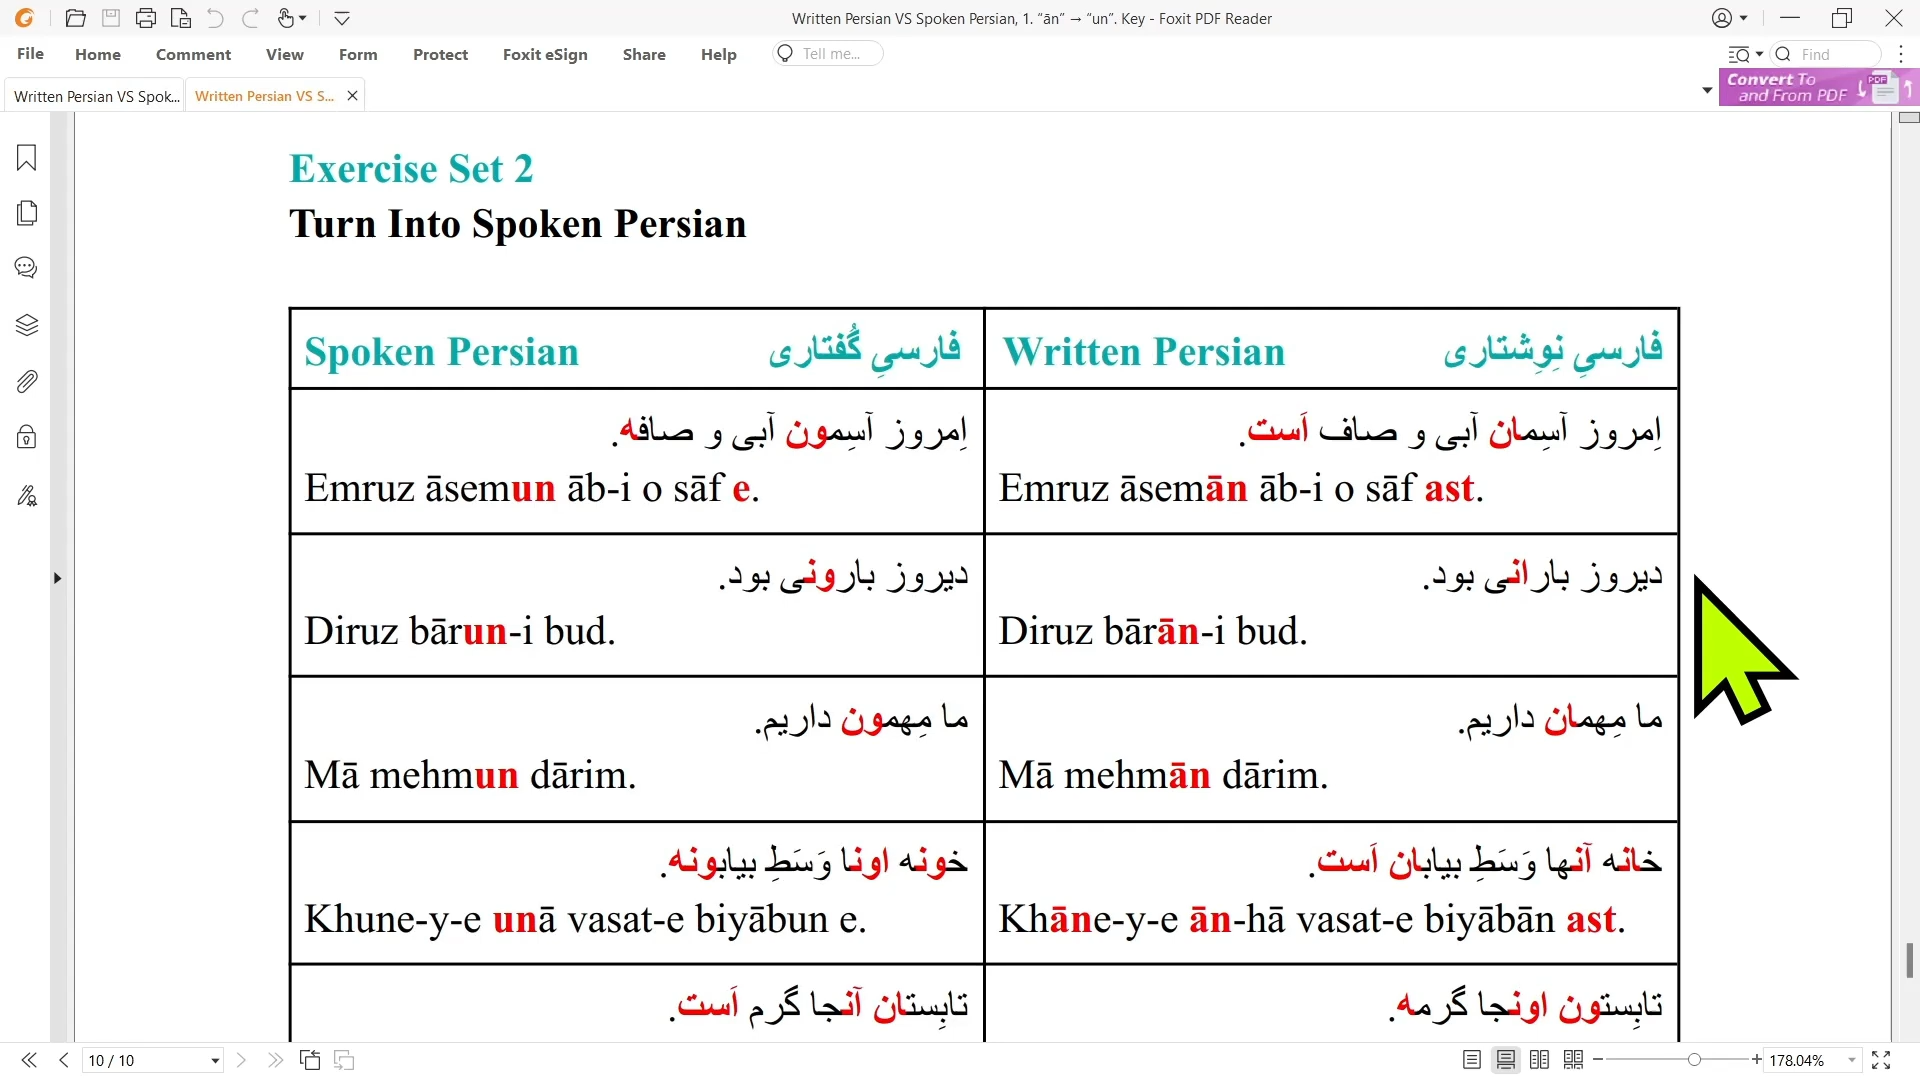 Written Persian VS Spoken Persian, 1. “ān” → “un”. Key - Foxit PDF Reader
File Home Comment View Form Protect Foxit eSign Share Help Tell me... Find
Written Persian VS Spok... Written Persian VS S...
Convert To
and From PDF
PDF
Exercise Set 2
Turn Into Spoken Persian
Spoken Persian فارسیِ گُفتاری
Written Persian فارسیِ نِوِشتاری
اِمروز آسِمون آبی و صافه.
Emruz āsemun āb-i o sāf e.
اِمروز آسِمان آبی و صاف اَست.
Emruz āsemān āb-i o sāf ast.
دیروز بارونی بود.
Diruz bārun-i bud.
دیروز بارانی بود.
Diruz bārān-i bud.
ما مِهمون داریم.
Mā mehmun dārim.
ما مِهمان داریم.
Mā mehmān dārim.
خونه اونا وَسَطِ بیابونه.
Khune-y-e unā vasat-e biyābun e.
خانه آنها وَسَطِ بیابان اَست.
Khāne-y-e ān-hā vasat-e biyābān ast.
تابِستان آنجا گرم اَست.
تابِستون اونجا گرمه.
10 / 10
178.04%